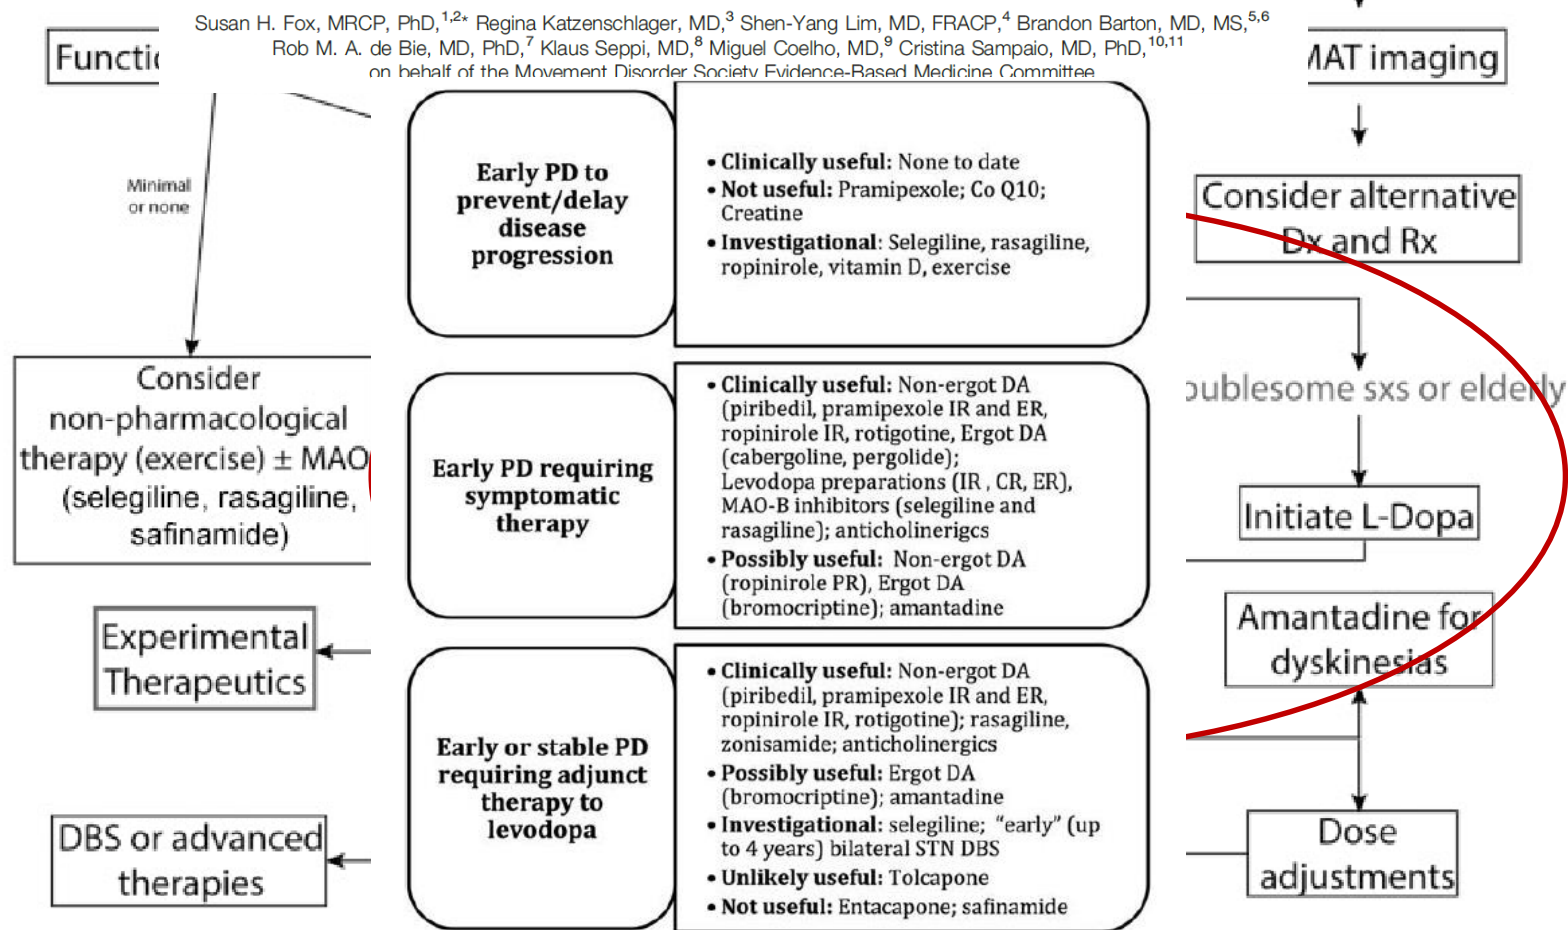 Susan H. Fox, MRCP, PhD,1,2* Regina Katzenschlager, MD,3 Shen-Yang Lim, MD, FRACP,4 Brandon Barton, MD, MS,5,6
Rob M. A. de Bie, MD, PhD,7 Klaus Seppi, MD,8 Miguel Coelho, MD,9 Cristina Sampaio, MD, PhD,10,11
on behalf of the Movement Disorder Society Evidence-Based Medicine Committee
Minimal
or none
Consider
non-pharmacological
therapy (exercise) ± MAO
(selegiline, rasagiline,
safinamide)
Experimental
Therapeutics
DBS or advanced
therapies
Early PD to
prevent/delay
disease
progression
• Clinically useful: None to date
• Not useful: Pramipexole; Co Q10;
Creatine
• Investigational: Selegiline, rasagiline,
ropinirole, vitamin D, exercise
Early PD requiring
symptomatic
therapy
• Clinically useful: Non-ergot DA
(piribedil, pramipexole IR and ER,
ropinirole IR, rotigotine, Ergot DA
(cabergoline, pergolide);
Levodopa preparations (IR , CR, ER),
MAO-B inhibitors (selegiline and
rasagiline); anticholinerigcs
• Possibly useful: Non-ergot DA
(ropinirole PR), Ergot DA
(bromocriptine); amantadine
Early or stable PD
requiring adjunct
therapy to
levodopa
• Clinically useful: Non-ergot DA
(piribedil, pramipexole IR and ER,
ropinirole IR, rotigotine); rasagiline,
zonisamide; anticholinergics
• Possibly useful: Ergot DA
(bromocriptine); amantadine
• Investigational: selegiline; “early” (up
to 4 years) bilateral STN DBS
• Unlikely useful: Tolcapone
• Not useful: Entacapone; safinamide
imaging
Consider alternative
Dx and Rx
sxs or elderly
Initiate L-Dopa
Amantadine for
dyskinesias
Dose
adjustments